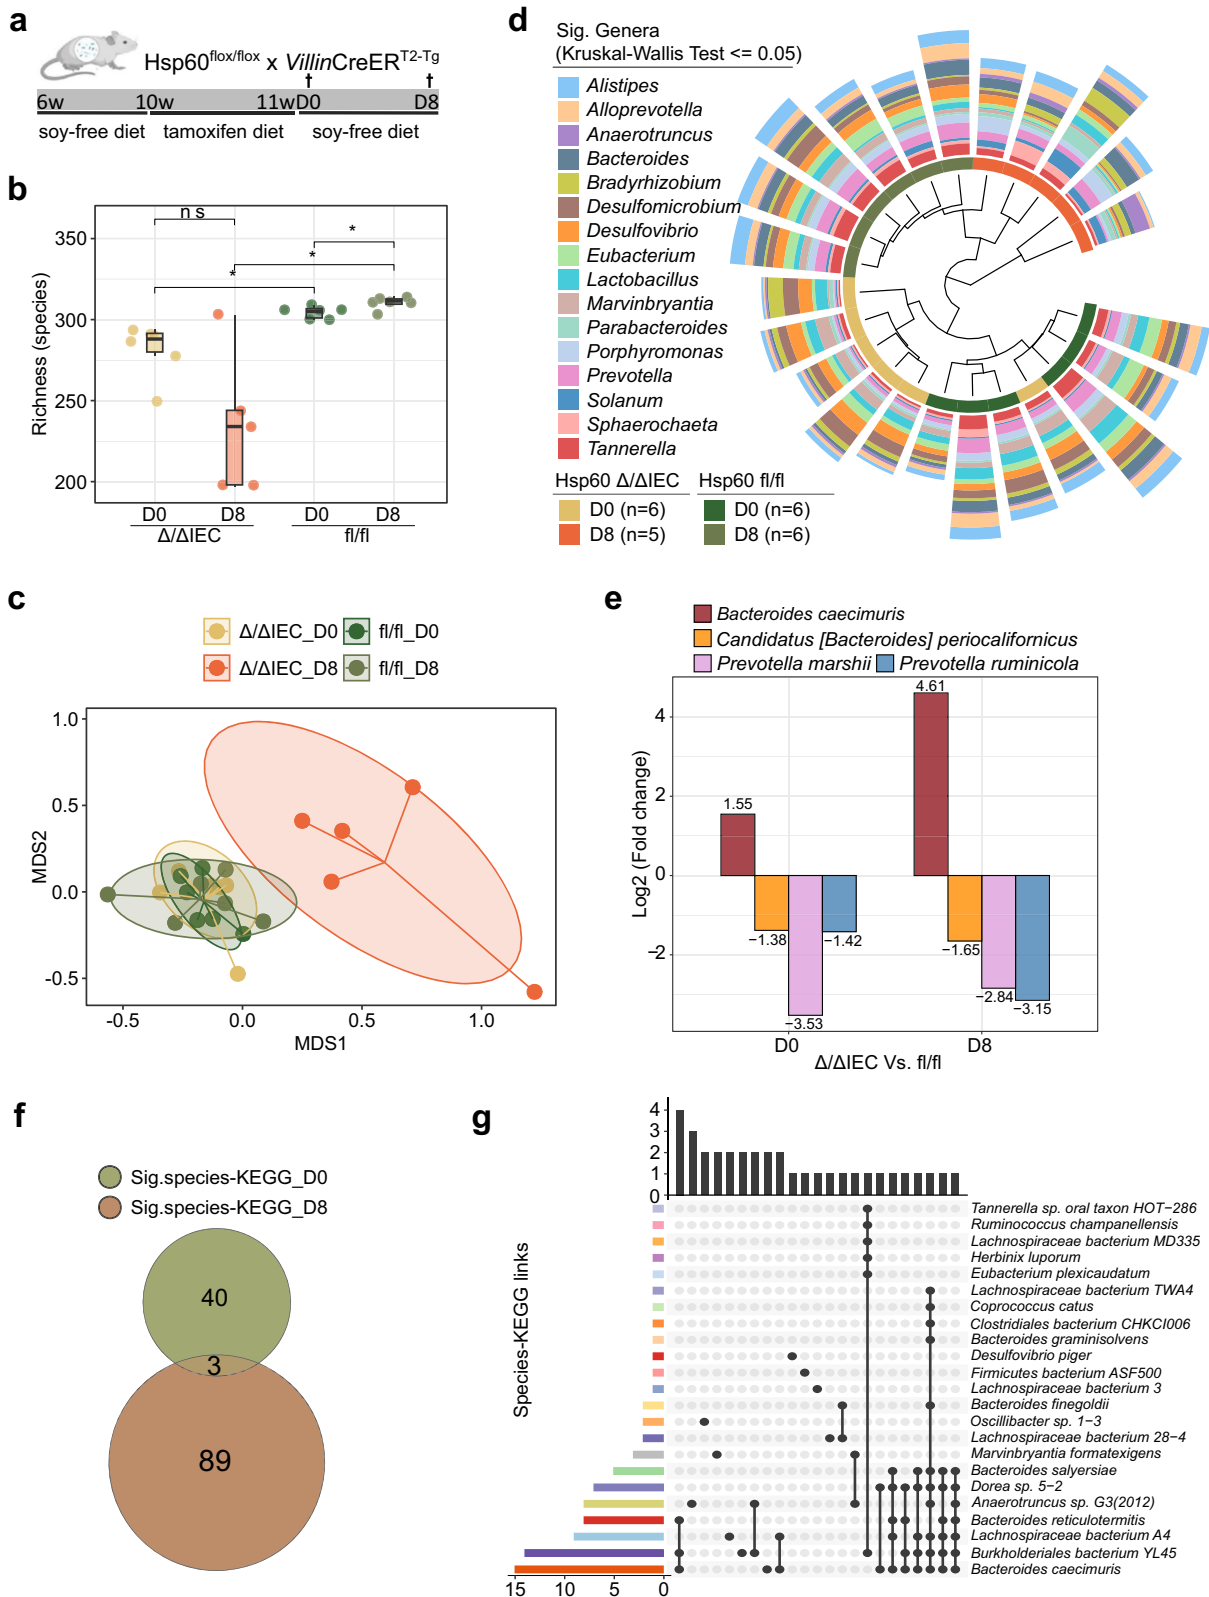 a
Hsp60flox/flox x VillinCreERT2-Tg
6w 10w 11w D0 D8
soy-free diet tamoxifen diet soy-free diet
b
Richness (species)
350
300
250
200
n s
*
*
*
D0 D8 D0 D8
Δ/ΔIEC fl/fl
c
Δ/ΔIEC_D0 fl/fl_D0
Δ/ΔIEC_D8 fl/fl_D8
MDS2
1.0
0.5
0.0
-0.5
-0.5 0.0 0.5 1.0
MDS1
d
Sig. Genera
(Kruskal-Wallis Test <= 0.05)
Alistipes
Alloprevotella
Anaerotruncus
Bacteroides
Bradyrhizobium
Desulfomicrobium
Desulfovibrio
Eubacterium
Lactobacillus
Marvinbryantia
Parabacteroides
Porphyromonas
Prevotella
Solanum
Sphaerochaeta
Tannerella
Hsp60 Δ/ΔIEC Hsp60 fl/fl
D0 (n=6) D0 (n=6)
D8 (n=5) D8 (n=6)
e
Bacteroides caecimuris
Candidatus [Bacteroides] periocalifornicus
Prevotella marshii Prevotella ruminicola
Log2 (Fold change)
4
2
0
−2
1.55
−1.38
−3.53
−1.42
4.61
−1.65
−2.84
−3.15
D0 D8
Δ/ΔIEC Vs. fl/fl
f
Sig.species-KEGG_D0
Sig.species-KEGG_D8
40
3
89
g
4
3
2
1
0
Species-KEGG links
Tannerella sp. oral taxon HOT−286
Ruminococcus champanellensis
Lachnospiraceae bacterium MD335
Herbinix luporum
Eubacterium plexicaudatum
Lachnospiraceae bacterium TWA4
Coprococcus catus
Clostridiales bacterium CHKCI006
Bacteroides graminisolvens
Desulfovibrio piger
Firmicutes bacterium ASF500
Lachnospiraceae bacterium 3
Bacteroides finegoldii
Oscillibacter sp. 1−3
Lachnospiraceae bacterium 28−4
Marvinbryantia formatexigens
Bacteroides salyersiae
Dorea sp. 5−2
Anaerotruncus sp. G3(2012)
Bacteroides reticulotermitis
Lachnospiraceae bacterium A4
Burkholderiales bacterium YL45
Bacteroides caecimuris
15 10 5 0